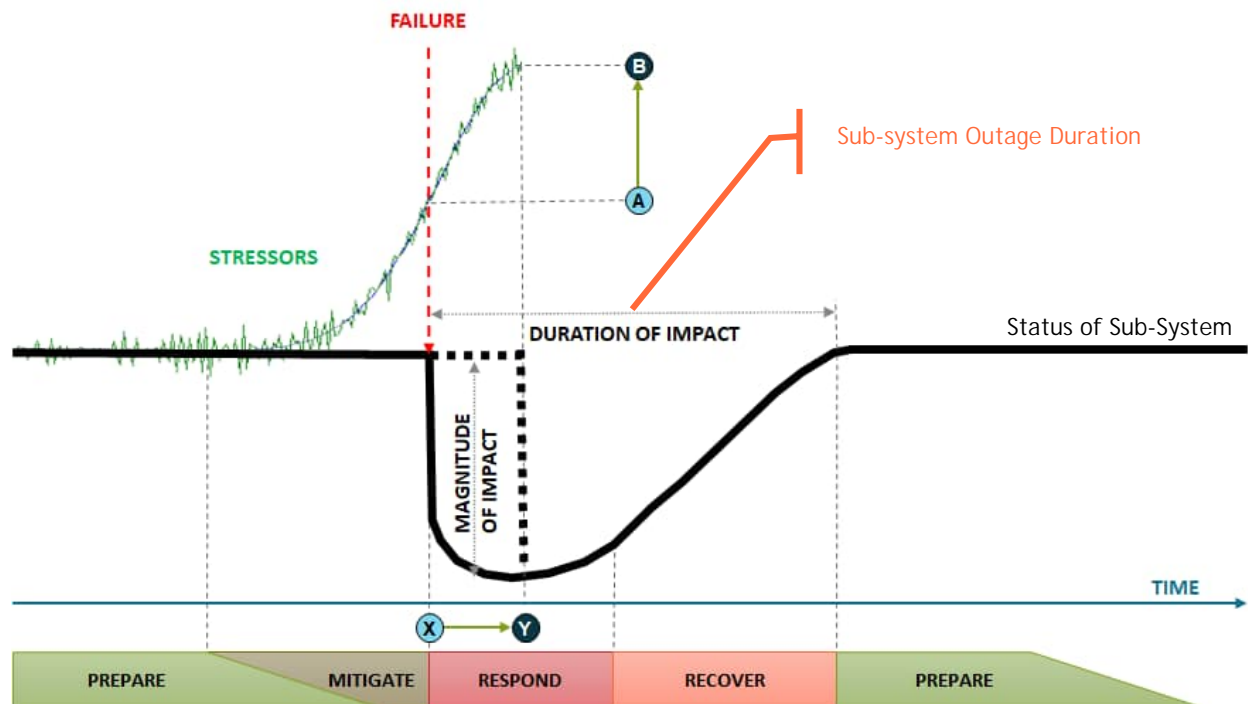 FAILURE
B
Sub-system Outage Duration
A
STRESSORS
DURATION OF IMPACT
Status of Sub-System
MAGNITUDE
OF IMPACT
TIME
X
Y
PREPARE
MITIGATE
RESPOND
RECOVER
PREPARE